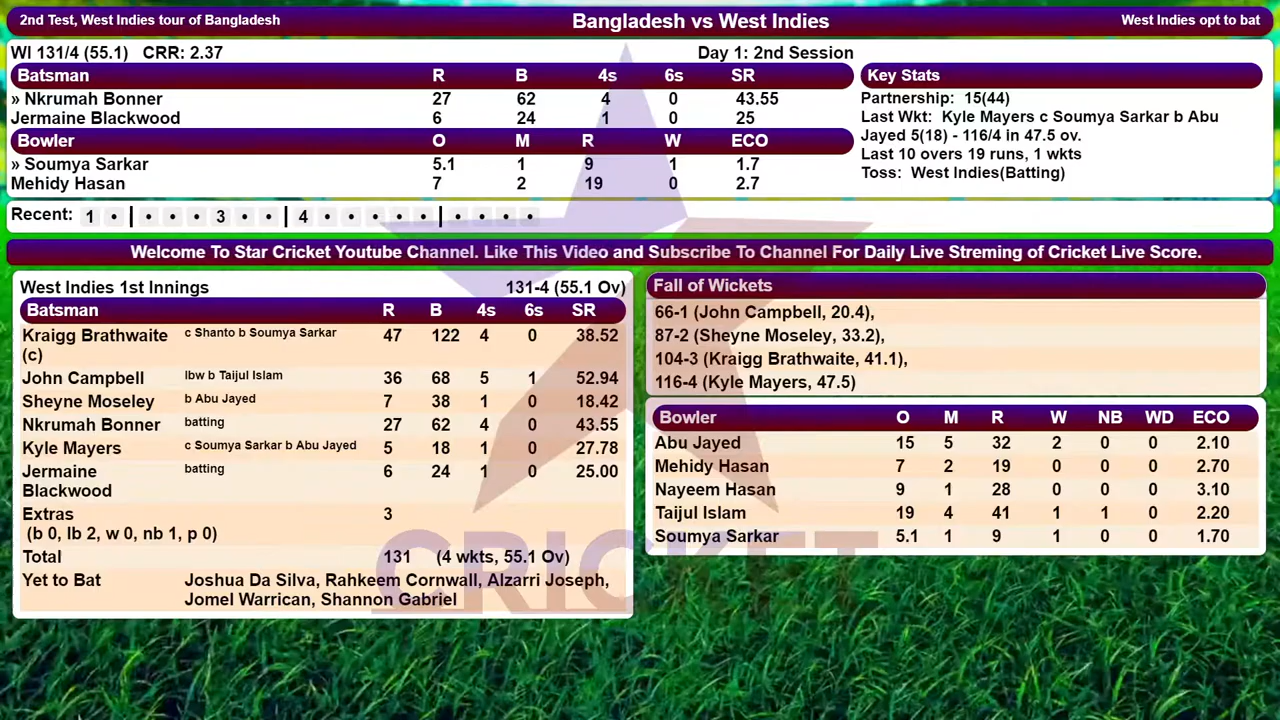 2nd Test, West Indies tour of Bangladesh Bangladesh vs West Indies West Indies opt to bat
WI 131/4 (55.1) CRR: 2.37 Day 1: 2nd Session
Batsman R B 4s 6s SR
» Nkrumah Bonner 27 62 4 0 43.55
Jermaine Blackwood 6 24 1 0 25
Bowler O M R W ECO
» Soumya Sarkar 5.1 1 9 1 1.7
Mehidy Hasan 7 2 19 0 2.7
Key Stats
Partnership: 15(44)
Last Wkt: Kyle Mayers c Soumya Sarkar b Abu
Jayed 5(18) - 116/4 in 47.5 ov.
Last 10 overs 19 runs, 1 wkts
Toss: West Indies(Batting)
Recent: 1 • | • • • 3 • • | 4 • • • • • | • • • •
Welcome To Star Cricket Youtube Channel. Like This Video and Subscribe To Channel For Daily Live Streming of Cricket Live Score.
West Indies 1st Innings 131-4 (55.1 Ov)
Batsman R B 4s 6s SR
Kraigg Brathwaite c Shanto b Soumya Sarkar 47 122 4 0 38.52
(c)
John Campbell lbw b Taijul Islam 36 68 5 1 52.94
Sheyne Moseley b Abu Jayed 7 38 1 0 18.42
Nkrumah Bonner batting 27 62 4 0 43.55
Kyle Mayers c Soumya Sarkar b Abu Jayed 5 18 1 0 27.78
Jermaine batting 6 24 1 0 25.00
Blackwood
Extras 3
(b 0, lb 2, w 0, nb 1, p 0)
Total 131 (4 wkts, 55.1 Ov)
Yet to Bat Joshua Da Silva, Rahkeem Cornwall, Alzarri Joseph,
Jomel Warrican, Shannon Gabriel
Fall of Wickets
66-1 (John Campbell, 20.4),
87-2 (Sheyne Moseley, 33.2),
104-3 (Kraigg Brathwaite, 41.1),
116-4 (Kyle Mayers, 47.5)
Bowler O M R W NB WD ECO
Abu Jayed 15 5 32 2 0 0 2.10
Mehidy Hasan 7 2 19 0 0 0 2.70
Nayeem Hasan 9 1 28 0 0 0 3.10
Taijul Islam 19 4 41 1 1 0 2.20
Soumya Sarkar 5.1 1 9 1 0 0 1.70
CRICKET